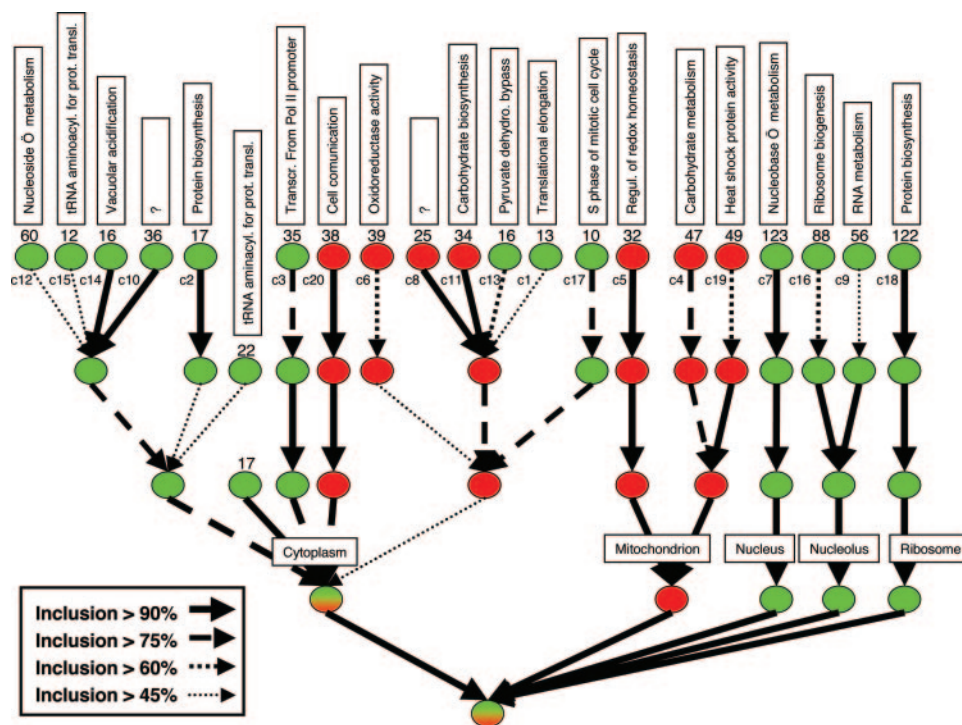 Nucleoside Ō metabolism
tRNA aminoacyl. for prot. transl.
Vacuolar acidification
?
Protein biosynthesis
tRNA aminacyl. for prot. transl.
Transcr. From Pol II promoter
Cell comunication
Oxidoreductase activity
?
Carbohydrate biosynthesis
Pyruvate dehydro. bypass
Translational elongation
S phase of mitotic cell cycle
Regul. of redox homeostasis
Carbohydrate metabolism
Heat shock protein activity
Nucleobase Ō metabolism
Ribosome biogenesis
RNA metabolism
Protein biosynthesis
60 12 16 36 17 35 38 39 25 34 16 13 10 32 47 49 123 88 56 122
c12 c15 c14 c10 c2 c3 c20 c6 c8 c11 c13 c1 c17 c5 c4 c19 c7 c16 c9 c18
22
17
Cytoplasm Mitochondrion Nucleus Nucleolus Ribosome
Inclusion > 90%
Inclusion > 75%
Inclusion > 60%
Inclusion > 45%